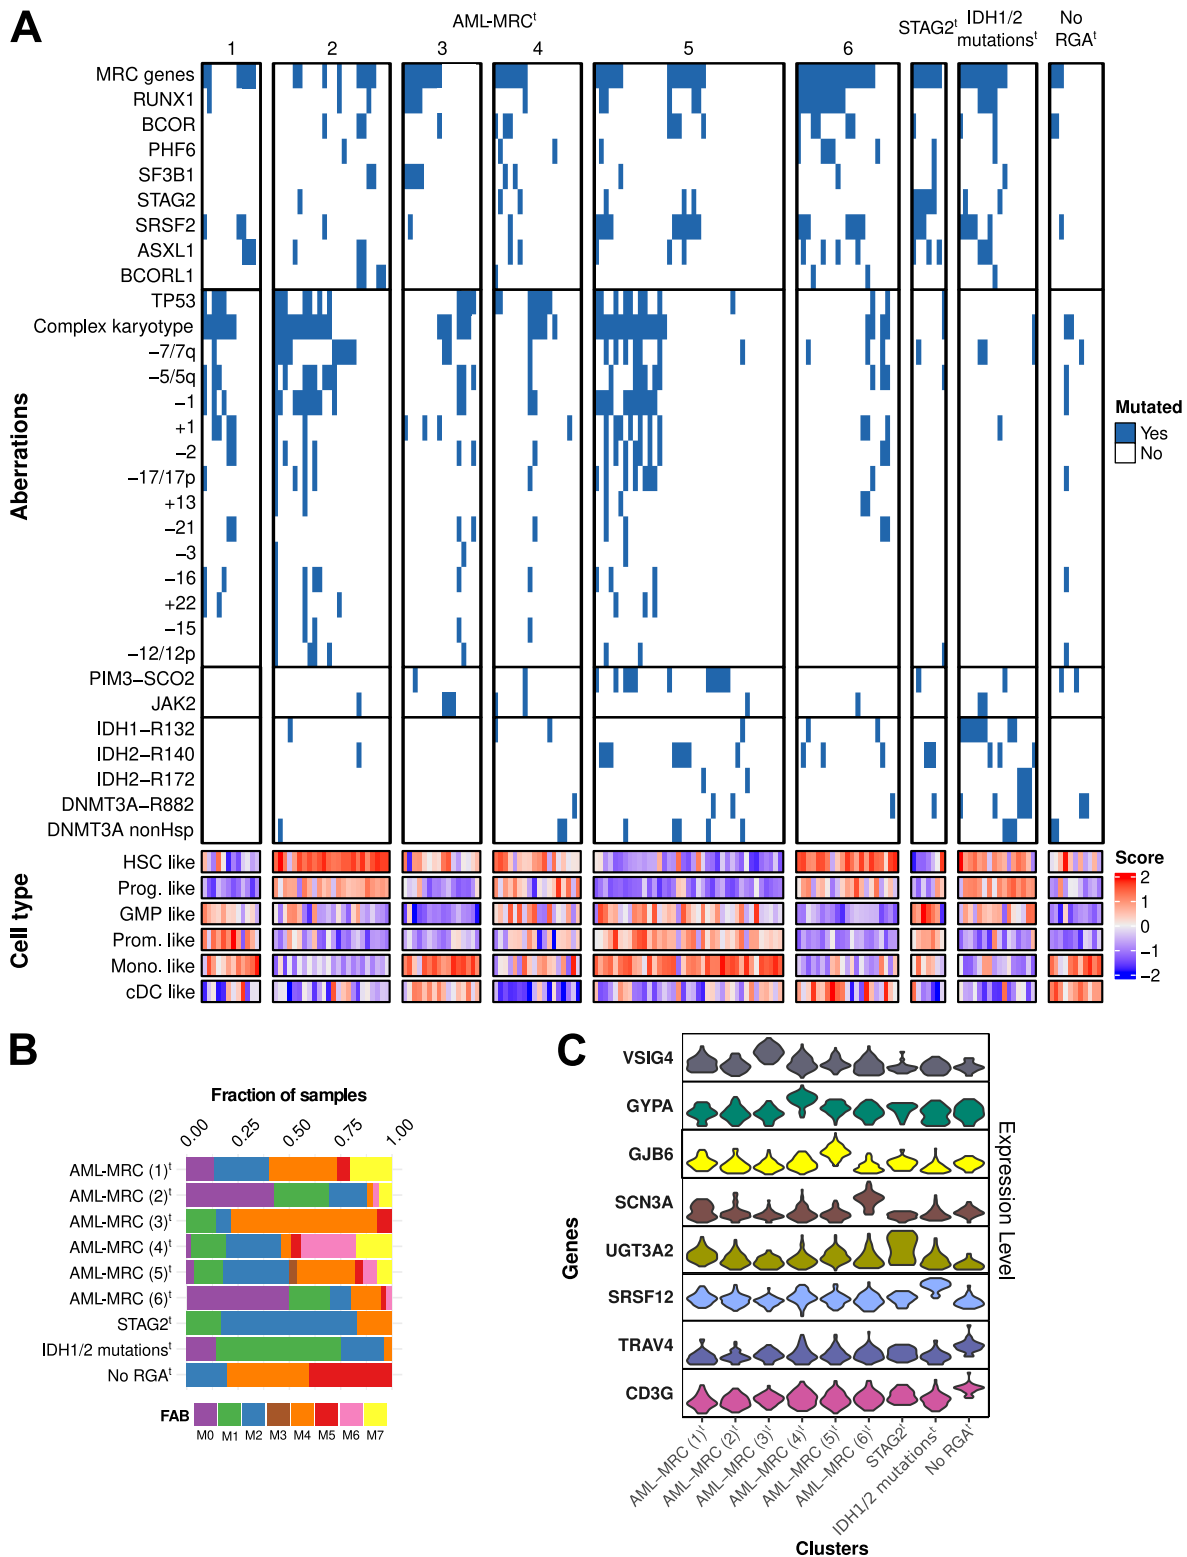 A
AML-MRCᵗ
STAG2ᵗ
IDH1/2 mutationsᵗ
No RGAᵗ
1 2 3 4 5 6
MRC genes
RUNX1
BCOR
PHF6
SF3B1
STAG2
SRSF2
ASXL1
BCORL1
TP53
Complex karyotype
−7/7q
−5/5q
−1
+1
−2
−17/17p
+13
−21
−3
−16
+22
−15
−12/12p
PIM3−SCO2
JAK2
IDH1−R132
IDH2−R140
IDH2−R172
DNMT3A−R882
DNMT3A nonHsp
Aberrations
Mutated
Yes
No
HSC like
Prog. like
GMP like
Prom. like
Mono. like
cDC like
Cell type
Score
2
1
0
−1
−2
B
Fraction of samples
0.00 0.25 0.50 0.75 1.00
AML-MRC (1)ᵗ
AML-MRC (2)ᵗ
AML-MRC (3)ᵗ
AML-MRC (4)ᵗ
AML-MRC (5)ᵗ
AML-MRC (6)ᵗ
STAG2ᵗ
IDH1/2 mutationsᵗ
No RGAᵗ
FAB
M0 M1 M2 M3 M4 M5 M6 M7
C
VSIG4
GYPA
GJB6
SCN3A
UGT3A2
SRSF12
TRAV4
CD3G
Genes
Expression Level
AML−MRC (1)ᵗ
AML−MRC (2)ᵗ
AML−MRC (3)ᵗ
AML−MRC (4)ᵗ
AML−MRC (5)ᵗ
AML−MRC (6)ᵗ
STAG2ᵗ
IDH1/2 mutationsᵗ
No RGAᵗ
Clusters